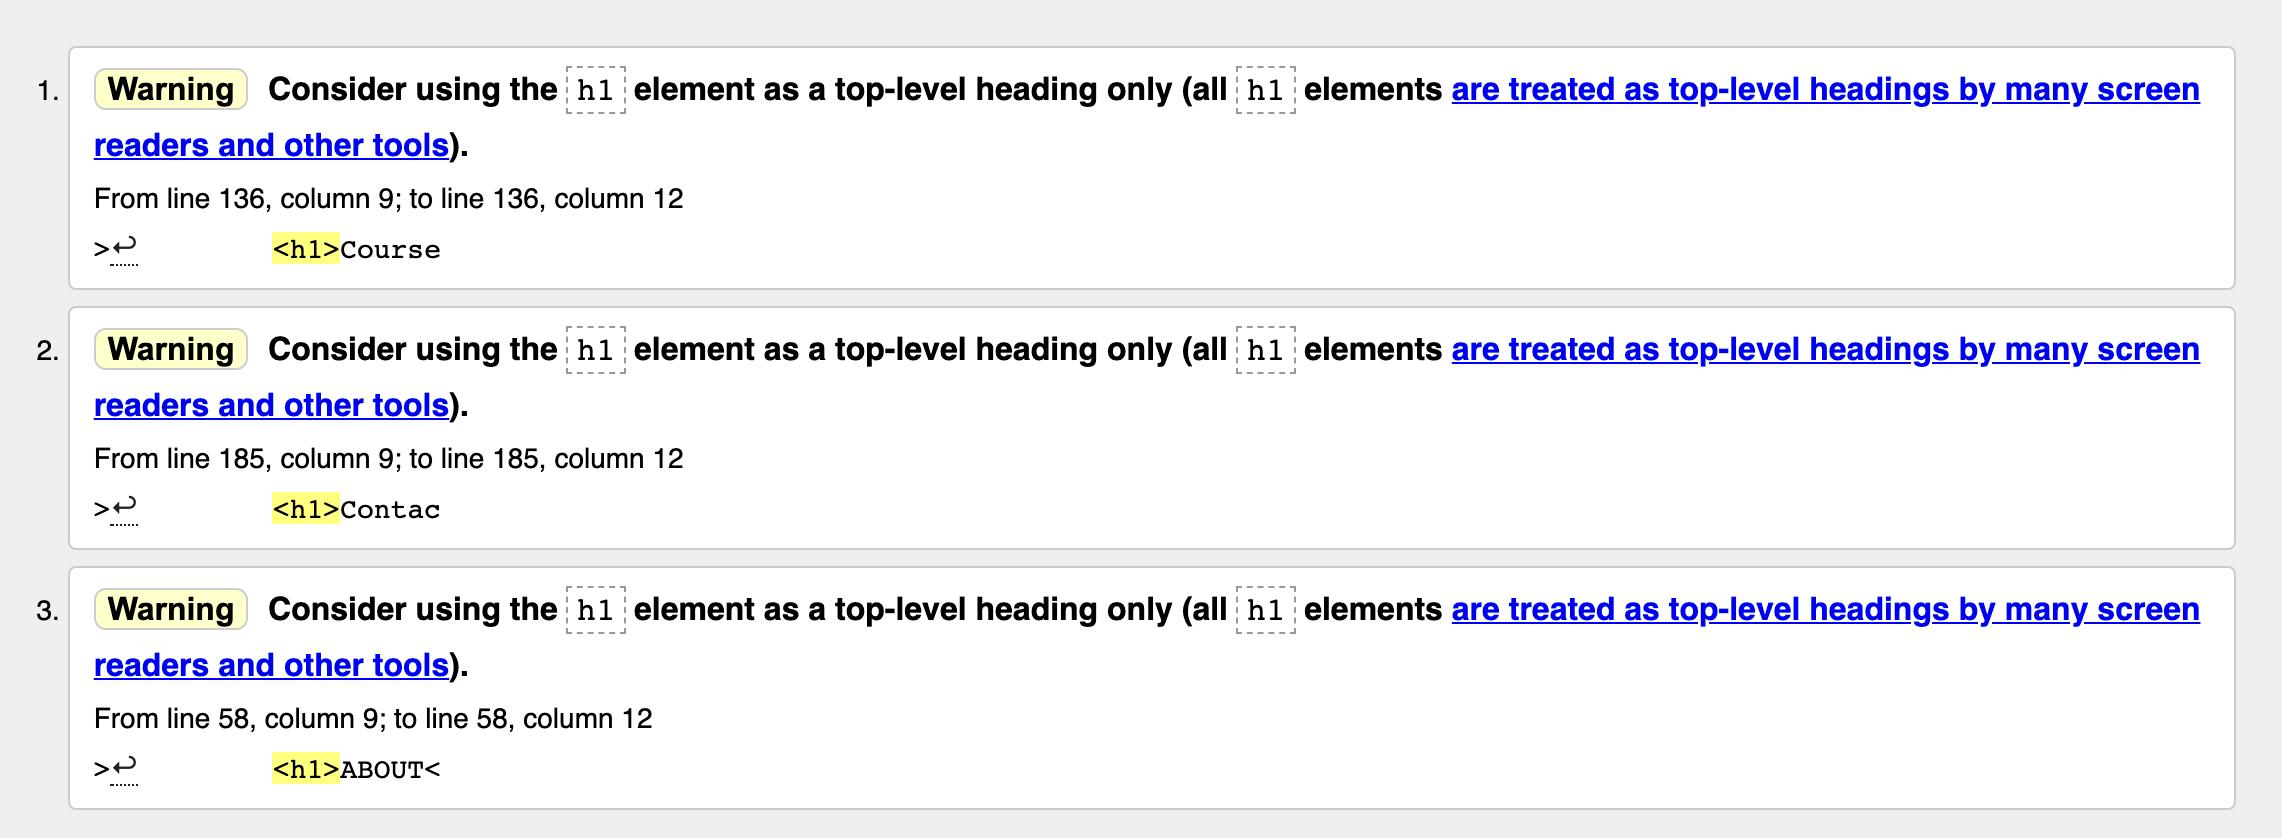 1. Warning Consider using the h1 element as a top-level heading only (all h1 elements are treated as top-level headings by many screen
readers and other tools).
From line 136, column 9; to line 136, column 12
>↩ <h1>Course
2. Warning Consider using the h1 element as a top-level heading only (all h1 elements are treated as top-level headings by many screen
readers and other tools).
From line 185, column 9; to line 185, column 12
>↩ <h1>Contac
3. Warning Consider using the h1 element as a top-level heading only (all h1 elements are treated as top-level headings by many screen
readers and other tools).
From line 58, column 9; to line 58, column 12
>↩ <h1>ABOUT<